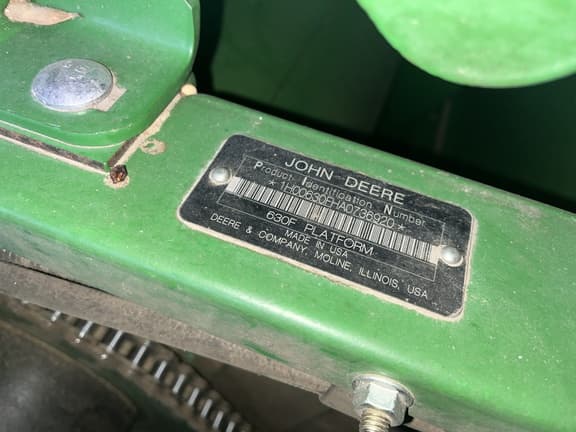 JOHN DEERE
Product Identification Number
*1H00630FHA0736920*
630F PLATFORM
MADE IN USA
DEERE & COMPANY, MOLINE, ILLINOIS, USA